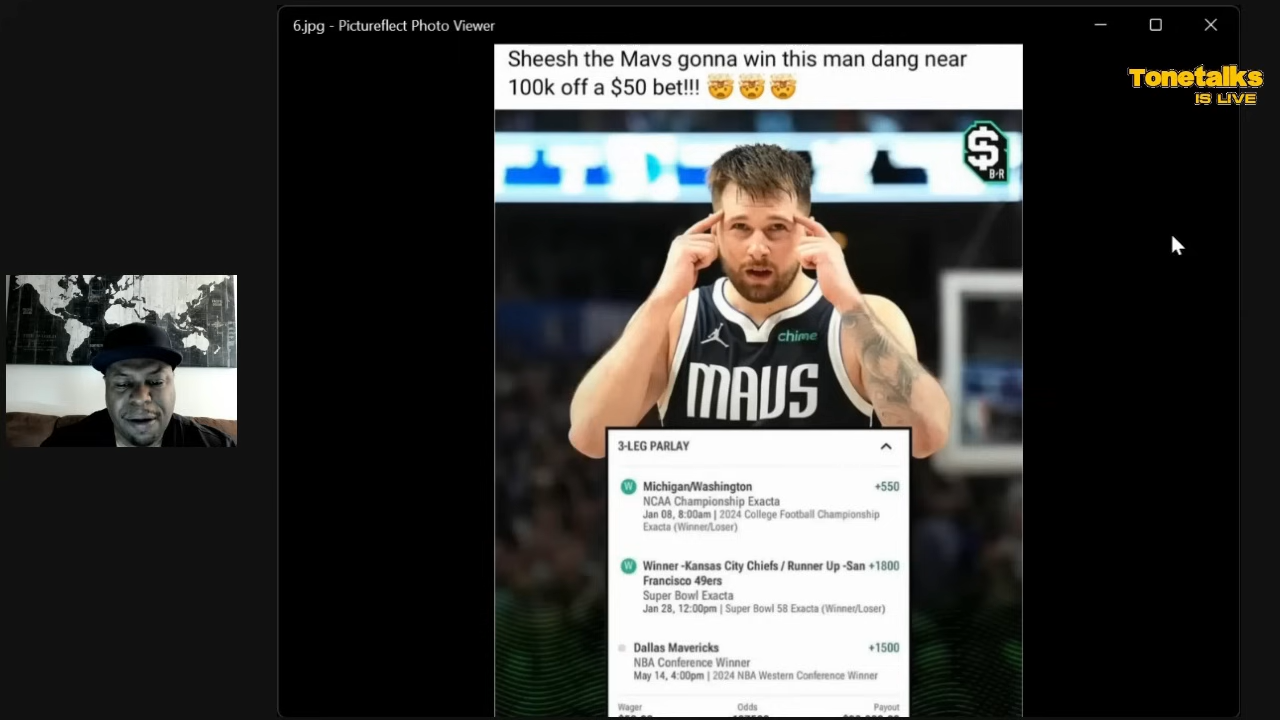 6.jpg - Pictureflect Photo Viewer
Sheesh the Mavs gonna win this man dang near
100k off a $50 bet!!! 🤯🤯🤯
Tonetalks
IS LIVE
$
B/R
chime
MAVS
3-LEG PARLAY
W Michigan/Washington +550
NCAA Championship Exacta
Jan 08, 8:00am | 2024 College Football Championship
Exacta (Winner/Loser)
W Winner -Kansas City Chiefs / Runner Up -San +1800
Francisco 49ers
Super Bowl Exacta
Jan 28, 12:00pm | Super Bowl 58 Exacta (Winner/Loser)
Dallas Mavericks +1500
NBA Conference Winner
May 14, 4:00pm | 2024 NBA Western Conference Winner
Wager Odds Payout